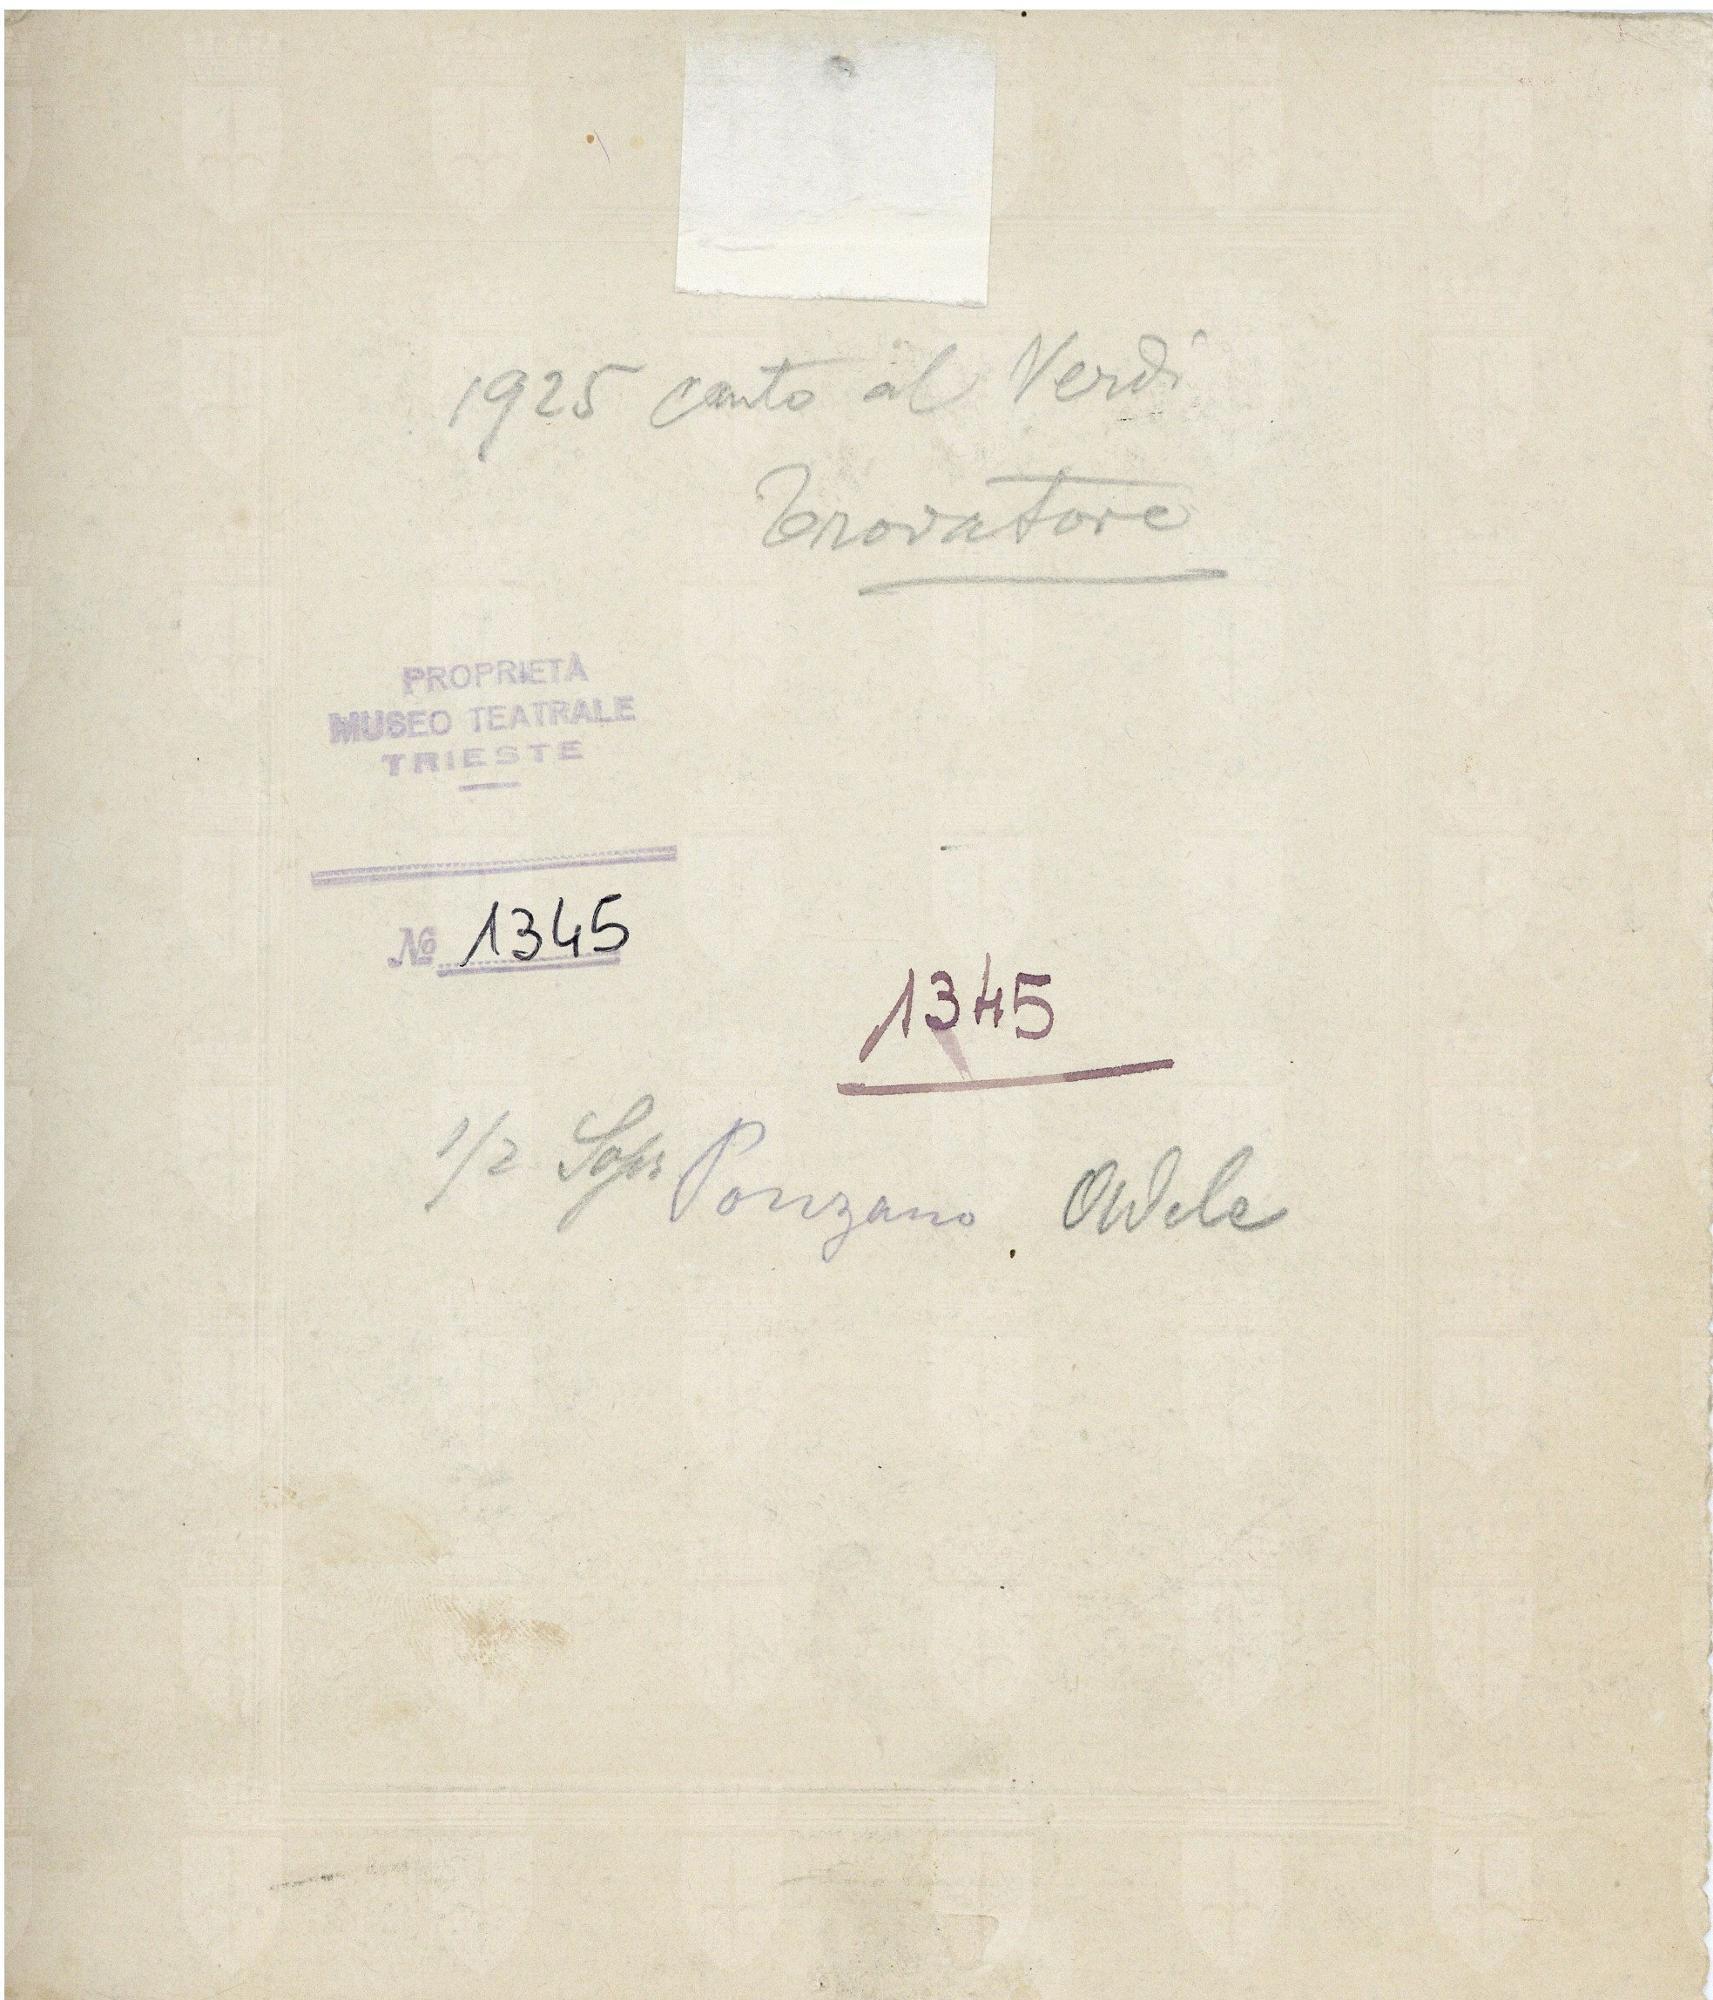 1925 canto al Verdi
Trovatore
PROPRIETÀ
MUSEO TEATRALE
TRIESTE
№ 1345
1345
1/2 Sopr Ponzano Adele